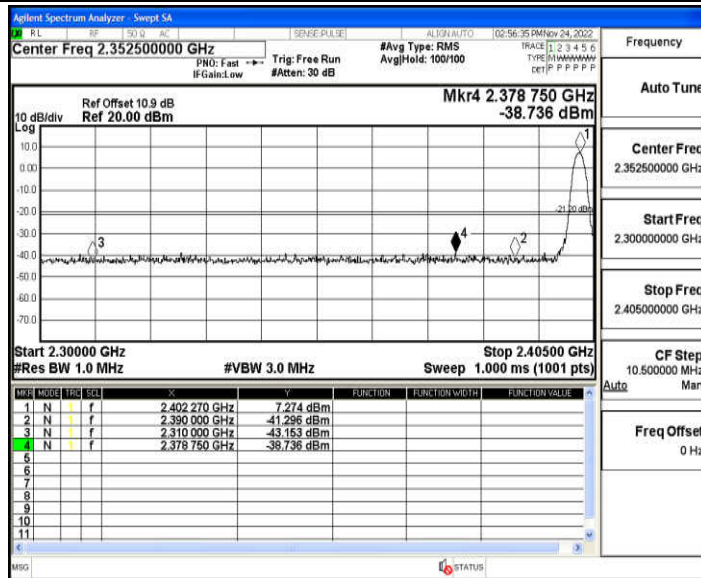 Agilent Spectrum Analyzer - Swept SA
RL RF 50 Ω AC SENSE:PULSE ALIGN AUTO 02:56:35 PM Nov 24, 2022
Center Freq 2.352500000 GHz
PNO: Fast
IFGain:Low
Trig: Free Run
#Atten: 30 dB
#Avg Type: RMS
Avg|Hold: 100/100
TRACE 1 2 3 4 5 6
TYPE MWWWWW
DET P P P P P P
Ref Offset 10.9 dB
10 dB/div Ref 20.00 dBm
Log
Mkr4 2.378 750 GHz
-38.736 dBm
10.0
0.00
-10.0
-20.0
-30.0
-40.0
-50.0
-60.0
-70.0
1
-21.20 dBm
3
4
2
Start 2.30000 GHz Stop 2.40500 GHz
#Res BW 1.0 MHz #VBW 3.0 MHz Sweep 1.000 ms (1001 pts)
MKR MODE TRC SCL X Y FUNCTION FUNCTION WIDTH FUNCTION VALUE
1 N 1 f 2.402 270 GHz 7.274 dBm
2 N 1 f 2.390 000 GHz -41.296 dBm
3 N 1 f 2.310 000 GHz -43.153 dBm
4 N 1 f 2.378 750 GHz -38.736 dBm
5
6
7
8
9
10
11
MSG STATUS
Frequency
Auto Tune
Center Freq
2.352500000 GHz
Start Freq
2.300000000 GHz
Stop Freq
2.405000000 GHz
CF Step
10.500000 MHz
Auto Man
Freq Offset
0 Hz